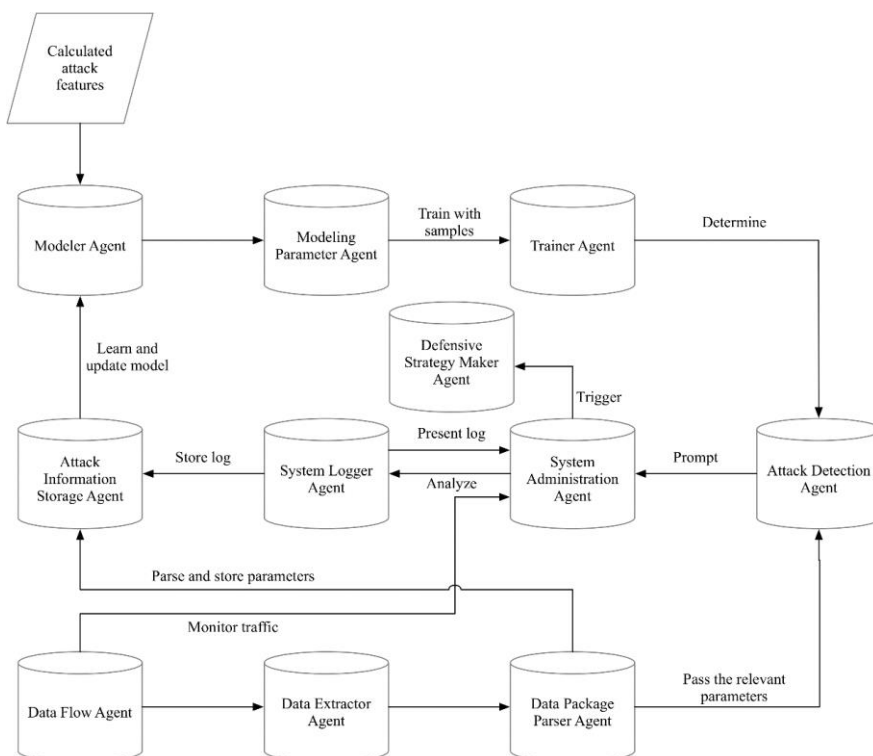 Calculated
attack
features
Modeler Agent
Modeling
Parameter Agent
Train with
samples
Trainer Agent
Determine
Learn and
update model
Defensive
Strategy Maker
Agent
Trigger
Attack
Information
Storage Agent
Store log
System Logger
Agent
Present log
Analyze
System
Administration
Agent
Prompt
Attack Detection
Agent
Parse and store parameters
Monitor traffic
Data Flow Agent
Data Extractor
Agent
Data Package
Parser Agent
Pass the relevant
parameters